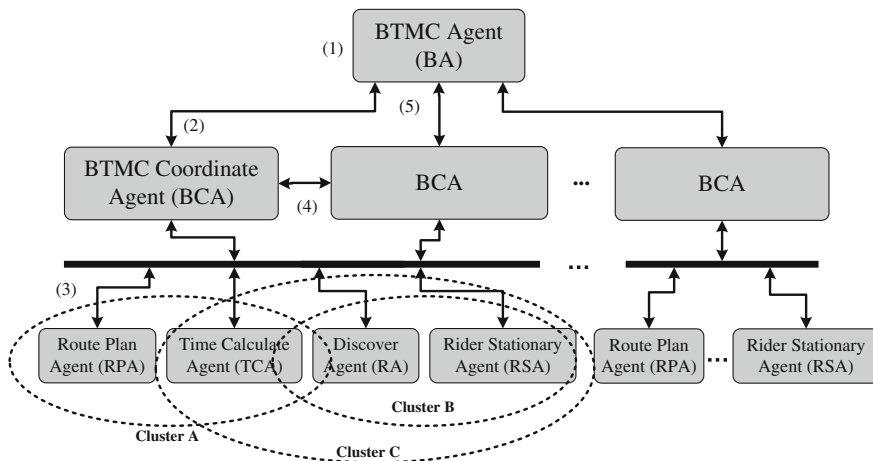 BTMC Agent
(BA)
(1)
(5)
(2)
BTMC Coordinate
Agent (BCA)
(4)
BCA
...
BCA
...
(3)
Route Plan
Agent (RPA)
Time Calculate
Agent (TCA)
Discover
Agent (RA)
Rider Stationary
Agent (RSA)
Route Plan
Agent (RPA)
...
Rider Stationary
Agent (RSA)
Cluster B
Cluster A
Cluster C